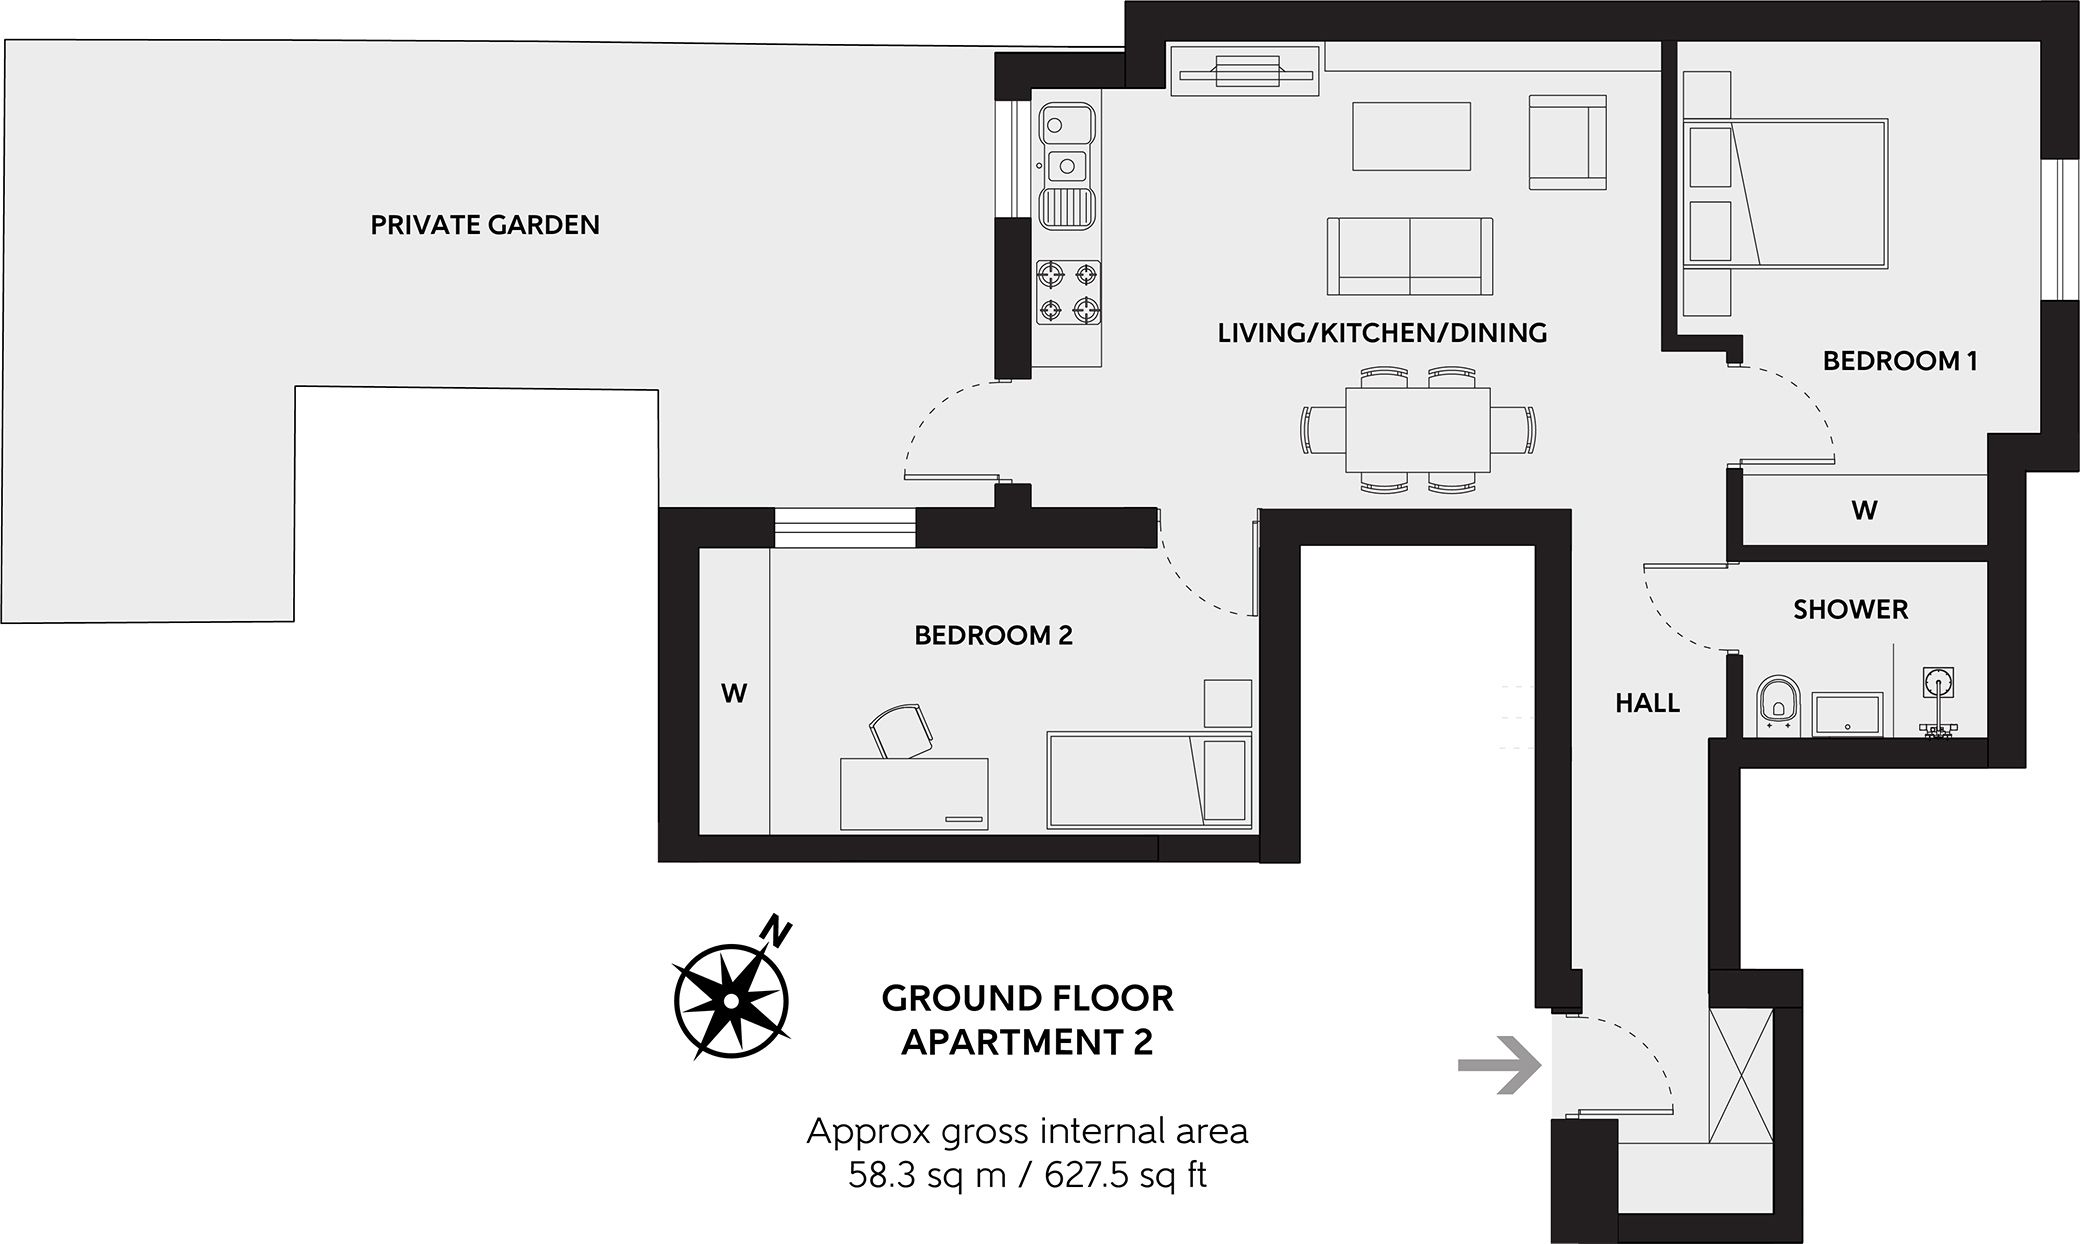 PRIVATE GARDEN
LIVING/KITCHEN/DINING
BEDROOM 1
W
SHOWER
BEDROOM 2
W
HALL
N
GROUND FLOOR
APARTMENT 2
Approx gross internal area
58.3 sq m / 627.5 sq ft